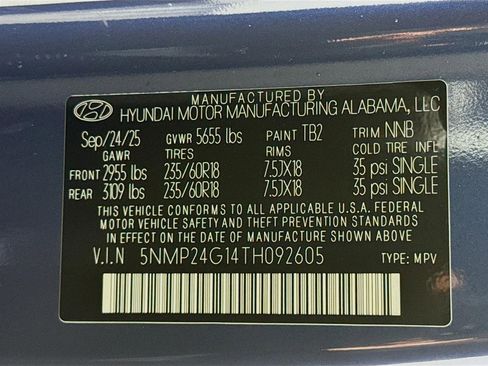 MANUFACTURED BY
HYUNDAI MOTOR MANUFACTURING ALABAMA, LLC
Sep/24/25 GVWR 5655 lbs PAINT TB2 TRIM NNB
GAWR TIRES RIMS COLD TIRE INFL
FRONT 2955 lbs 235/60R18 7.5JX18 35 psi SINGLE
REAR 3109 lbs 235/60R18 7.5JX18 35 psi SINGLE
THIS VEHICLE CONFORMS TO ALL APPLICABLE U.S.A. FEDERAL
MOTOR VEHICLE SAFETY AND THEFT PREVENTION STANDARDS
IN EFFECT ON THE DATE OF MANUFACTURE SHOWN ABOVE.
V.I.N 5NMP24G14TH092605 TYPE: MPV